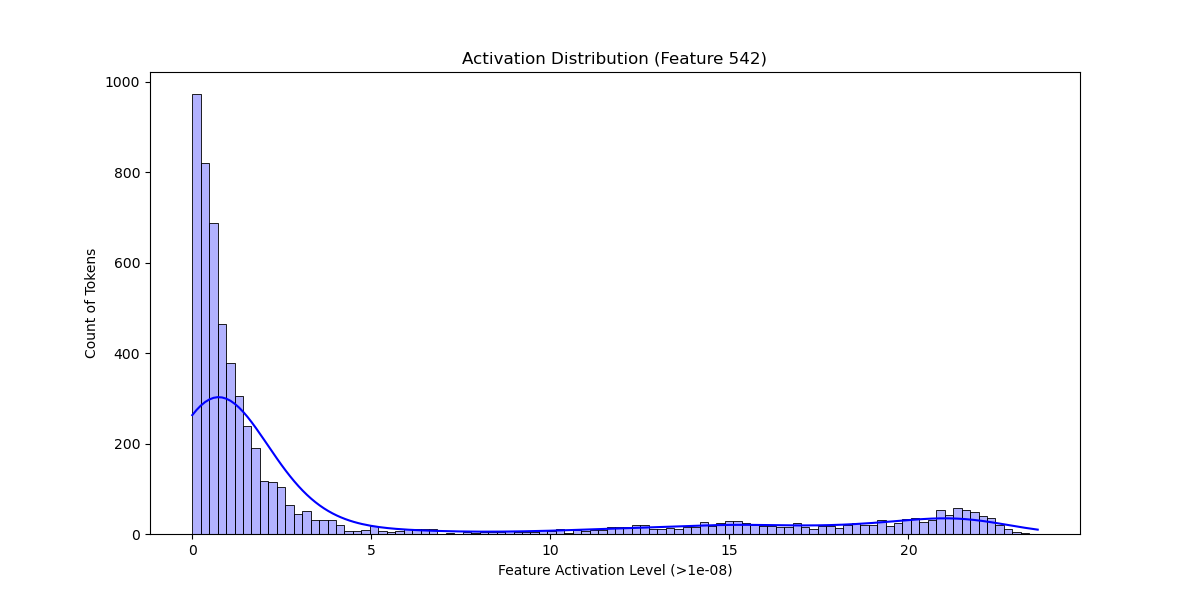 Activation Distribution (Feature 542)
1000
800
600
400
200
0
Count of Tokens
0 5 10 15 20
Feature Activation Level (>1e-08)